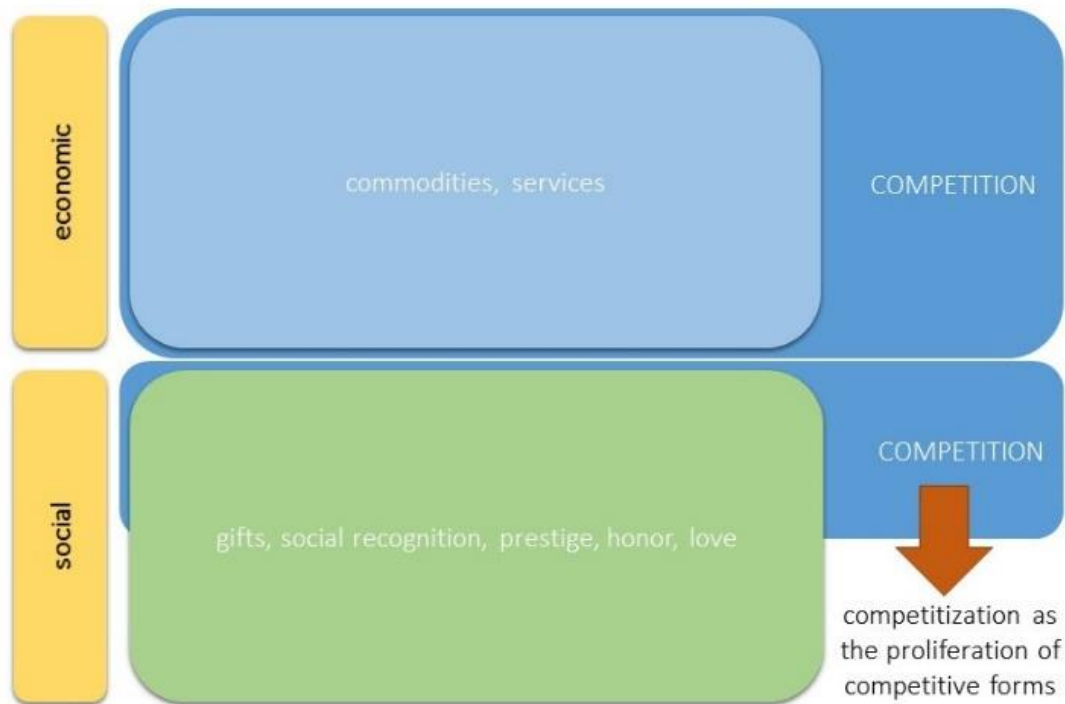 economic
commodities, services
COMPETITION
social
COMPETITION
gifts, social recognition, prestige, honor, love
competitization as
the proliferation of
competitive forms